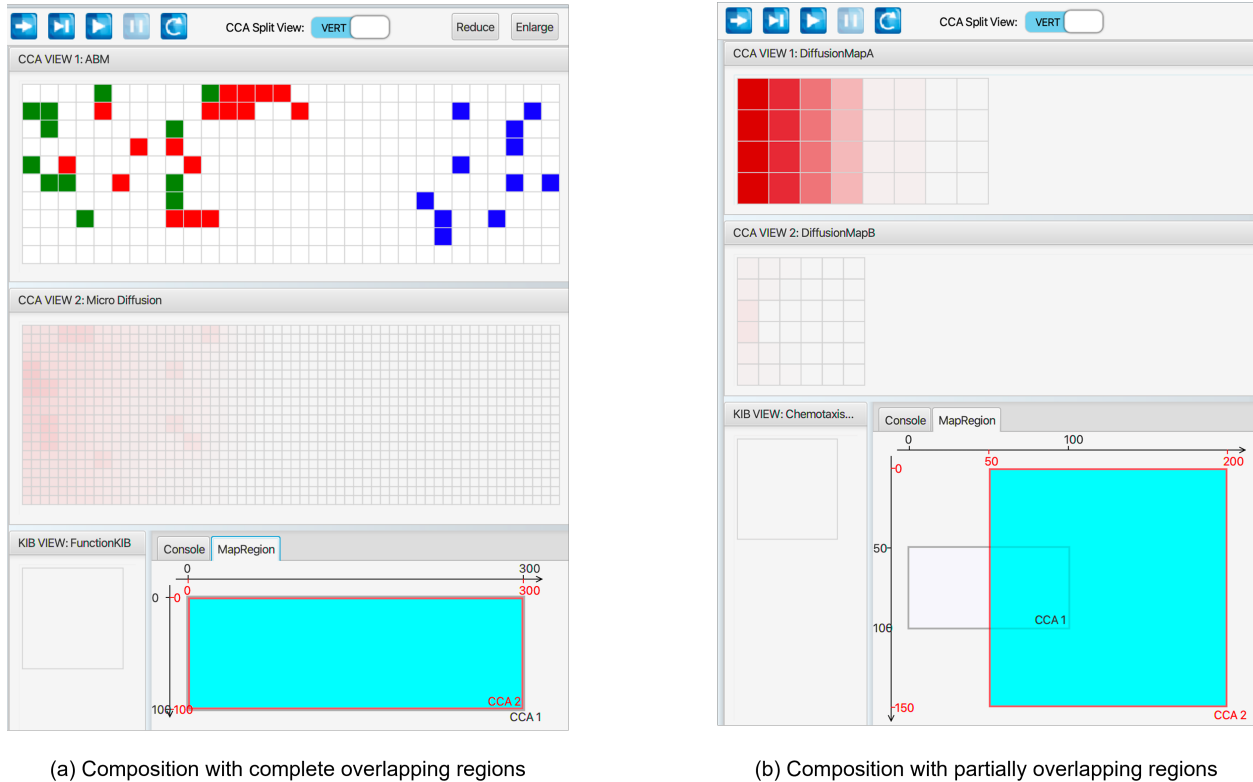 CCA Split View: VERT Reduce Enlarge
CCA VIEW 1: ABM
CCA VIEW 2: Micro Diffusion
KIB VIEW: FunctionKIB
Console MapRegion
0 300
0 300
0 0
100 100
CCA 2
CCA 1
(a) Composition with complete overlapping regions
CCA Split View: VERT
CCA VIEW 1: DiffusionMapA
CCA VIEW 2: DiffusionMapB
KIB VIEW: Chemotaxis...
Console MapRegion
0 100
50 200
0
50
CCA 1
100
150
CCA 2
(b) Composition with partially overlapping regions